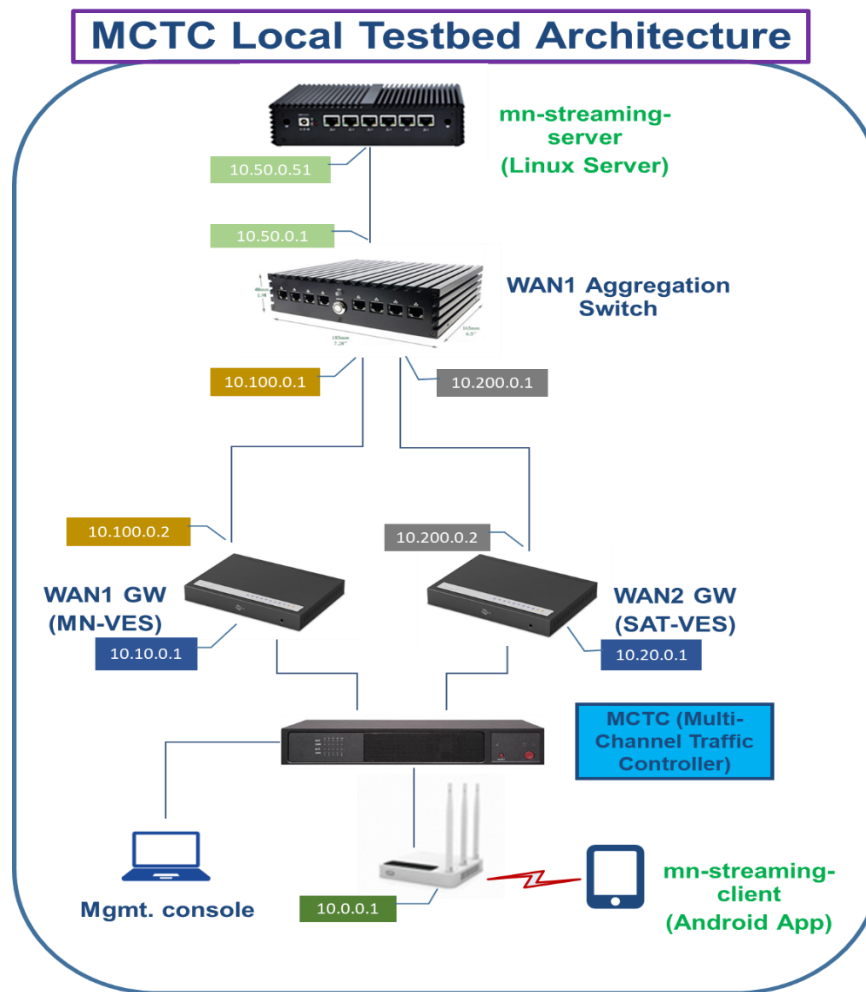 MCTC Local Testbed Architecture
mn-streaming-
server
(Linux Server)
10.50.0.51
10.50.0.1
WAN1 Aggregation
Switch
10.100.0.1
10.200.0.1
10.100.0.2
10.200.0.2
WAN1 GW
(MN-VES)
WAN2 GW
(SAT-VES)
10.10.0.1
10.20.0.1
MCTC (Multi-
Channel Traffic
Controller)
Mgmt. console
10.0.0.1
mn-streaming-
client
(Android App)